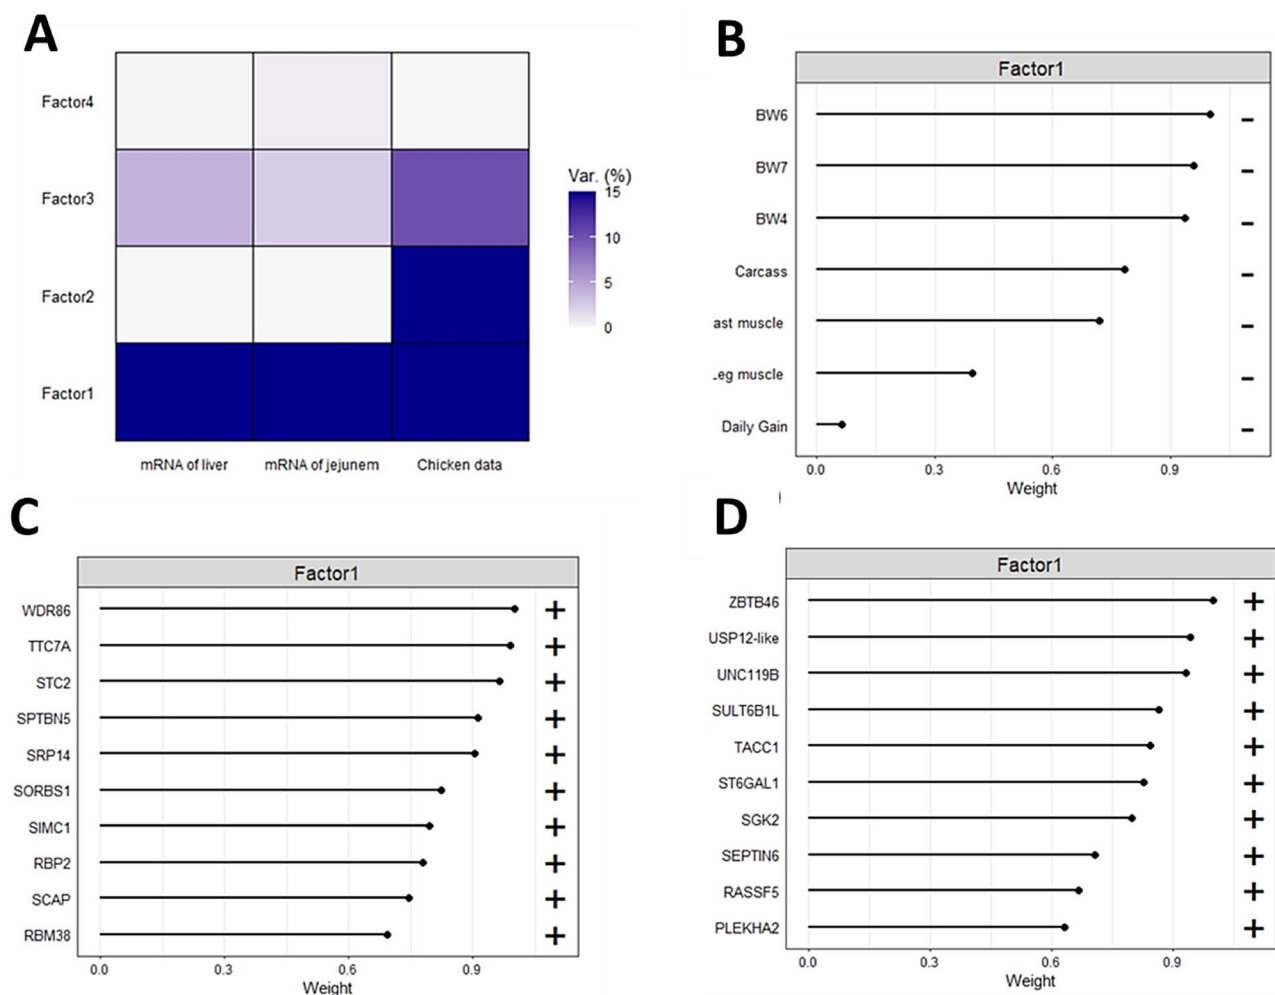 A
Factor4
Factor3
Factor2
Factor1
mRNA of liver
mRNA of jejunem
Chicken data
Var. (%)
15
10
5
0
B
Factor1
BW6
BW7
BW4
Carcass
ast muscle
eg muscle
Daily Gain
− − − − − − −
0.0 0.3 0.6 0.9
Weight
C
Factor1
WDR86 +
TTC7A +
STC2 +
SPTBN5 +
SRP14 +
SORBS1 +
SIMC1 +
RBP2 +
SCAP +
RBM38 +
0.0 0.3 0.6 0.9
Weight
D
Factor1
ZBTB46 +
USP12-like +
UNC119B +
SULT6B1L +
TACC1 +
ST6GAL1 +
SGK2 +
SEPTIN6 +
RASSF5 +
PLEKHA2 +
0.0 0.3 0.6 0.9
Weight